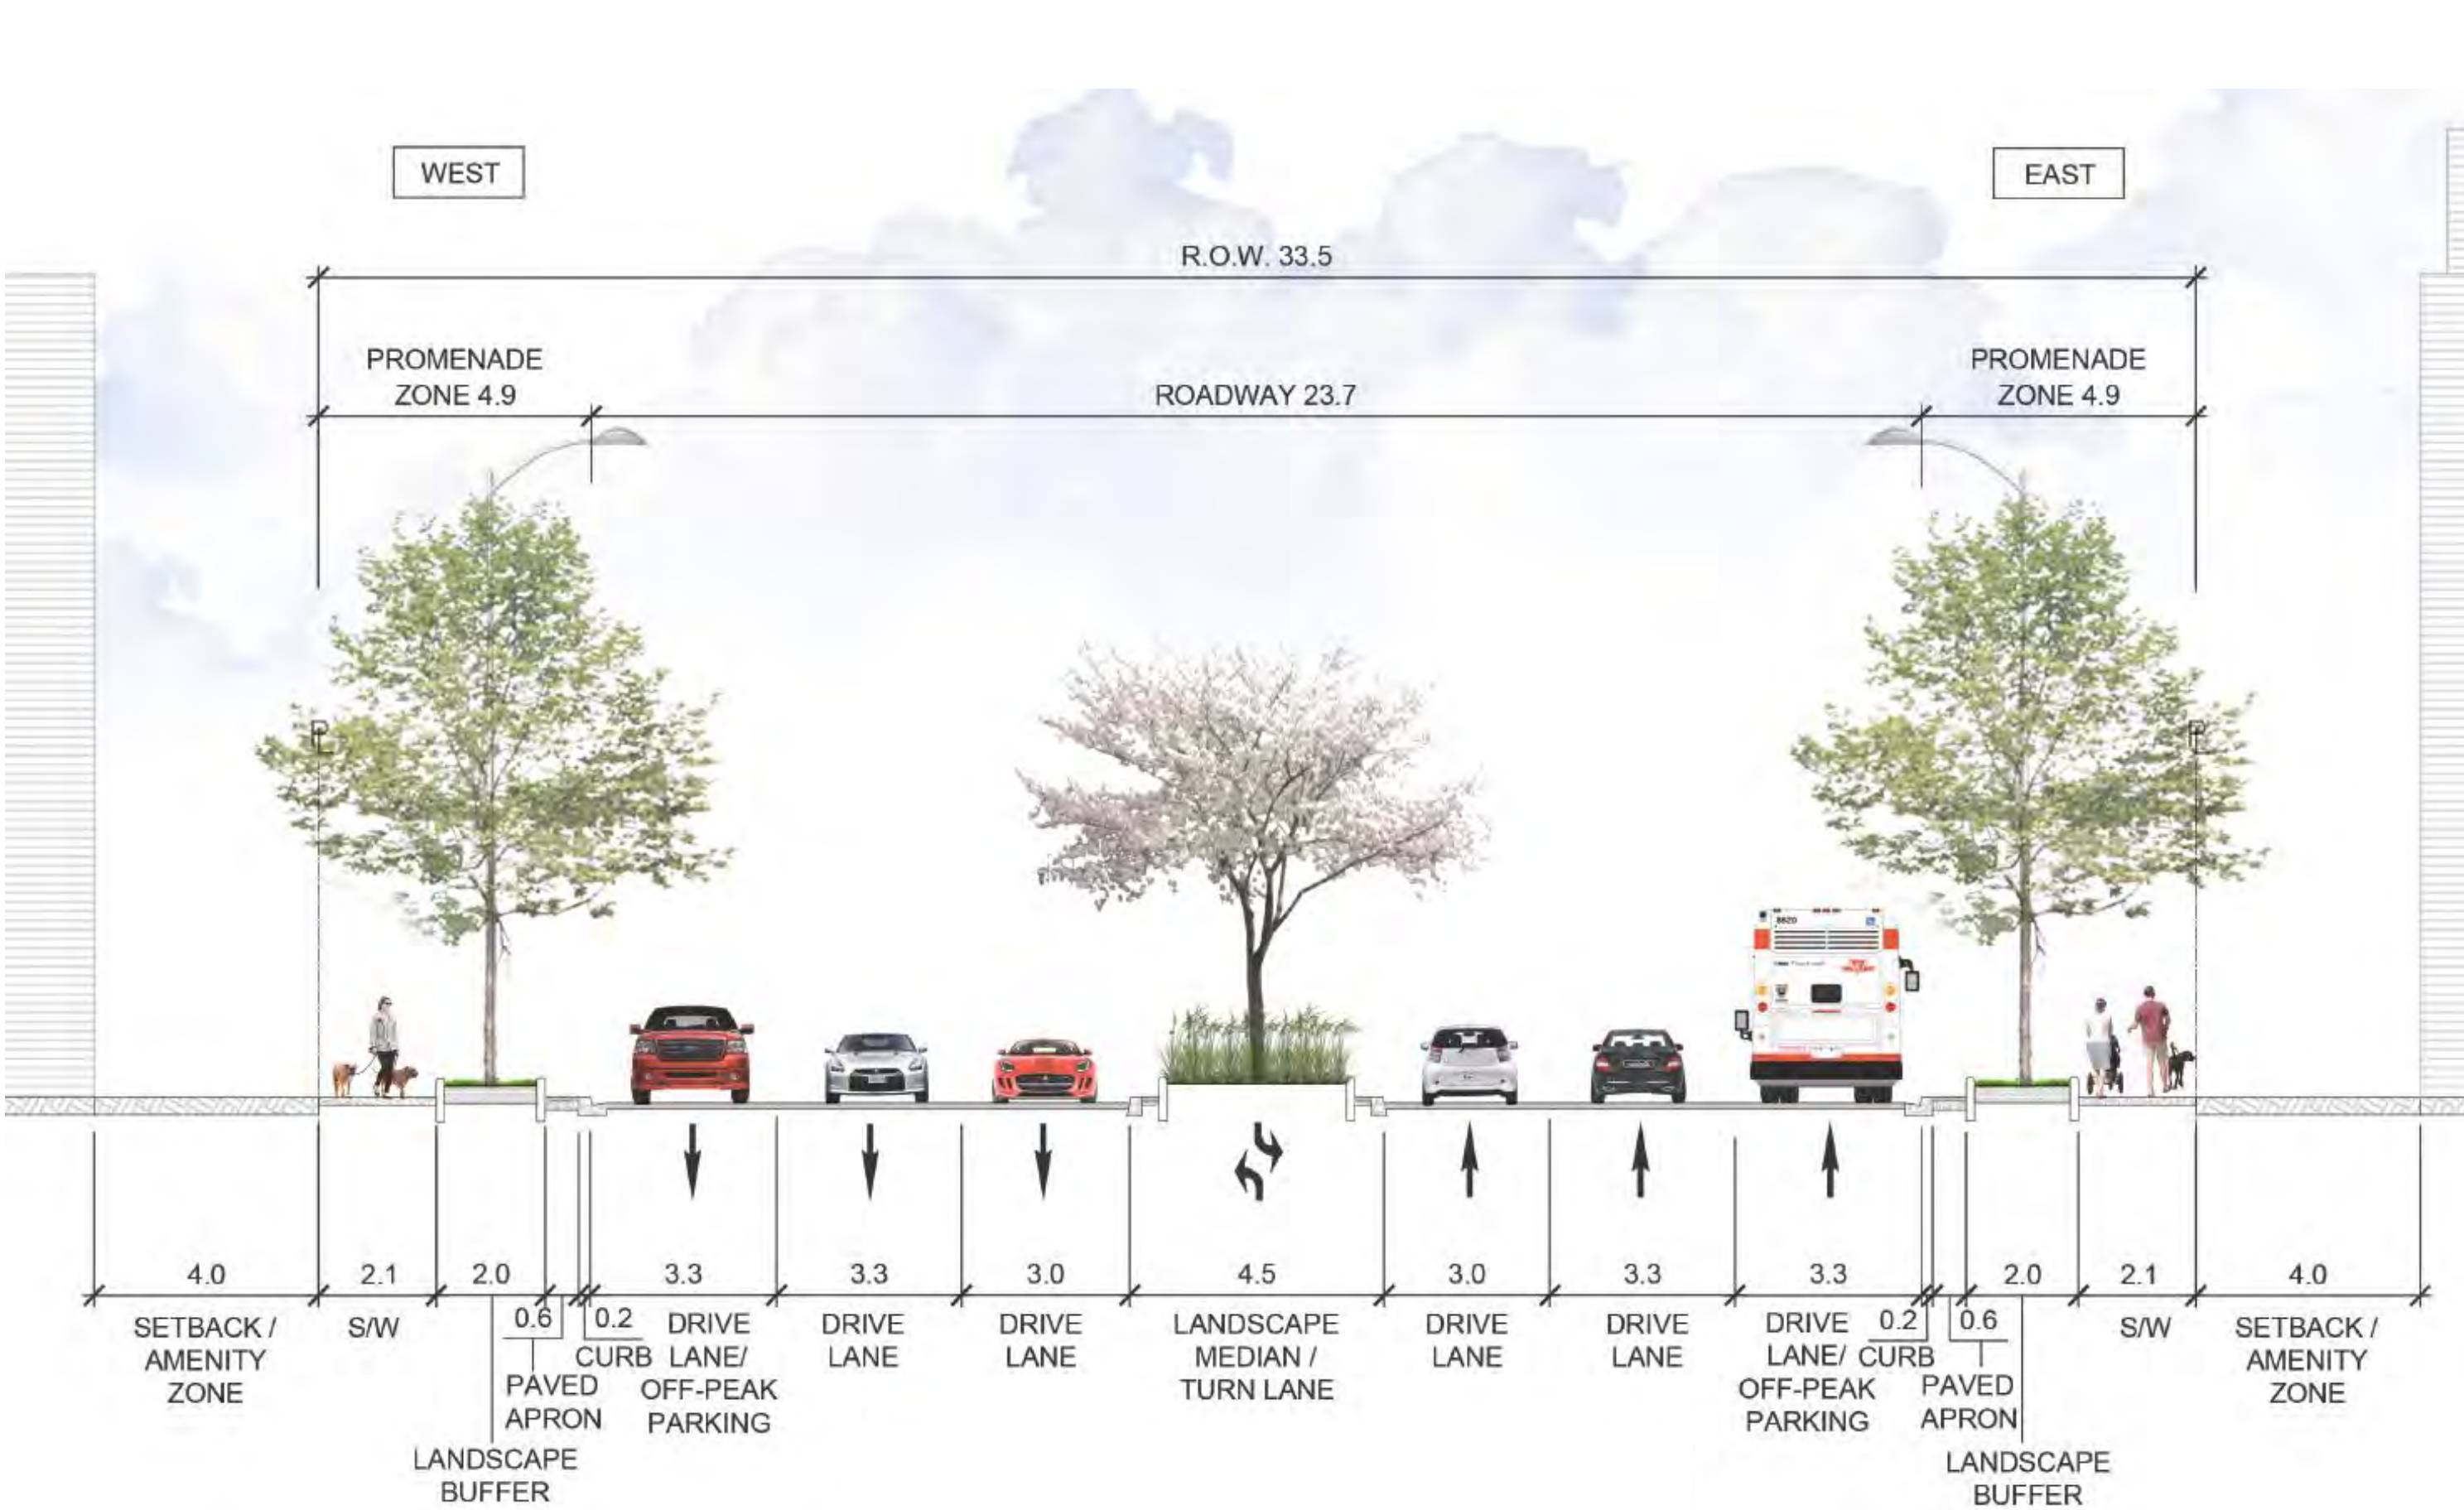 WEST
EAST
R.O.W. 33.5
PROMENADE
ZONE 4.9
ROADWAY 23.7
PROMENADE
ZONE 4.9
8620
4.0
2.1
2.0
3.3
3.3
3.0
4.5
3.0
3.3
3.3
2.0
2.1
4.0
SETBACK /
AMENITY
ZONE
S/W
0.6
PAVED
APRON
LANDSCAPE
BUFFER
0.2
CURB
DRIVE
LANE/
OFF-PEAK
PARKING
DRIVE
LANE
DRIVE
LANE
LANDSCAPE
MEDIAN /
TURN LANE
DRIVE
LANE
DRIVE
LANE
DRIVE
LANE/
OFF-PEAK
PARKING
0.2
CURB
0.6
PAVED
APRON
LANDSCAPE
BUFFER
S/W
SETBACK /
AMENITY
ZONE